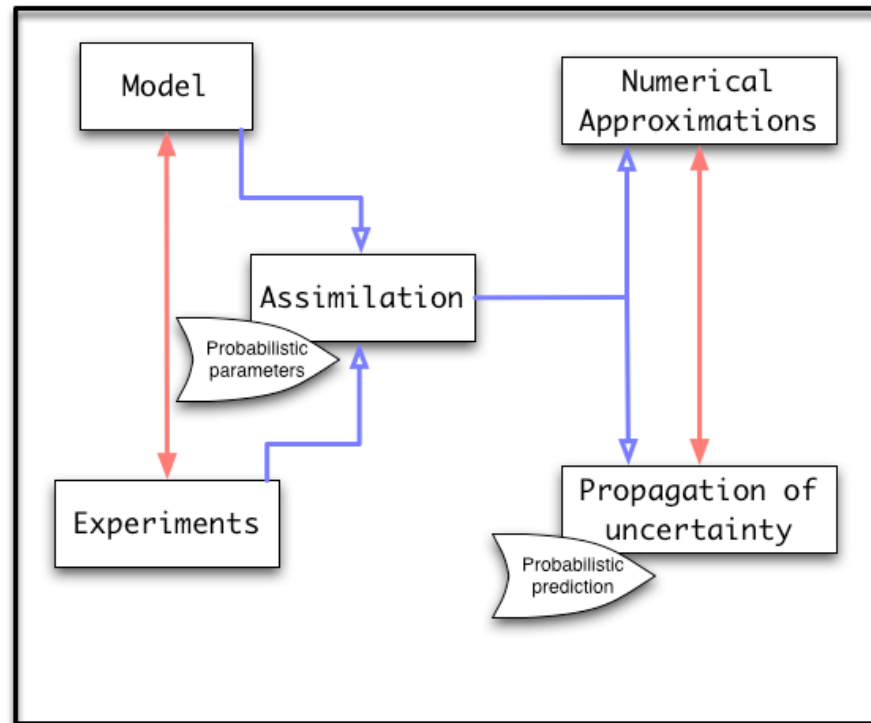 Model
Numerical
Approximations
Assimilation
Probabilistic
parameters
Experiments
Propagation of
uncertainty
Probabilistic
prediction